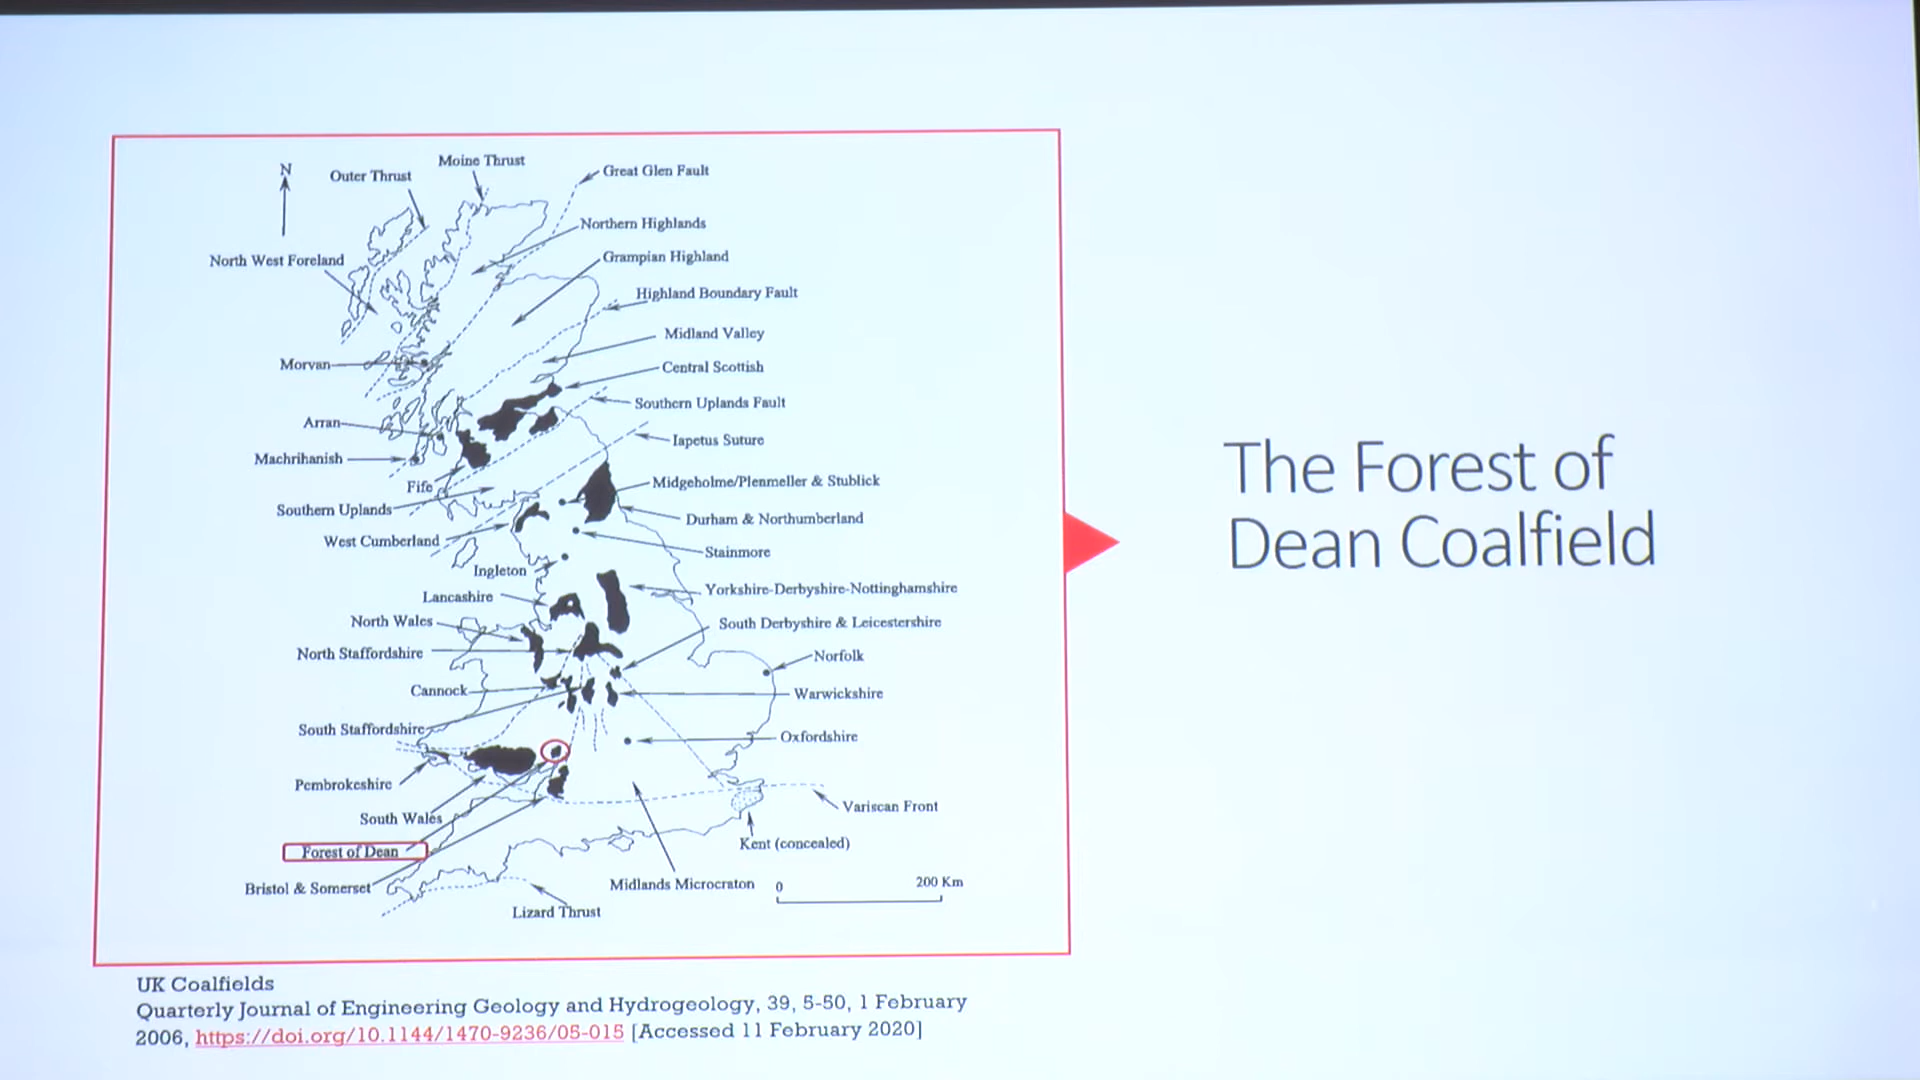 Moine Thrust
N
Outer Thrust
Great Glen Fault
Northern Highlands
North West Foreland
Grampian Highland
Highland Boundary Fault
Midland Valley
Morvan
Central Scottish
Southern Uplands Fault
Arran
Iapetus Suture
Machrihanish
Fife
Midgeholme/Plenmeller & Stublick
Southern Uplands
Durham & Northumberland
West Cumberland
Stainmore
Ingleton
Yorkshire-Derbyshire-Nottinghamshire
Lancashire
North Wales
South Derbyshire & Leicestershire
North Staffordshire
Norfolk
Cannock
Warwickshire
South Staffordshire
Oxfordshire
Pembrokeshire
Variscan Front
South Wales
Kent (concealed)
Forest of Dean
Bristol & Somerset
Midlands Microcraton
0 200 Km
Lizard Thrust
The Forest of
Dean Coalfield
UK Coalfields
Quarterly Journal of Engineering Geology and Hydrogeology, 39, 5-50, 1 February
2006, https://doi.org/10.1144/1470-9236/05-015 [Accessed 11 February 2020]